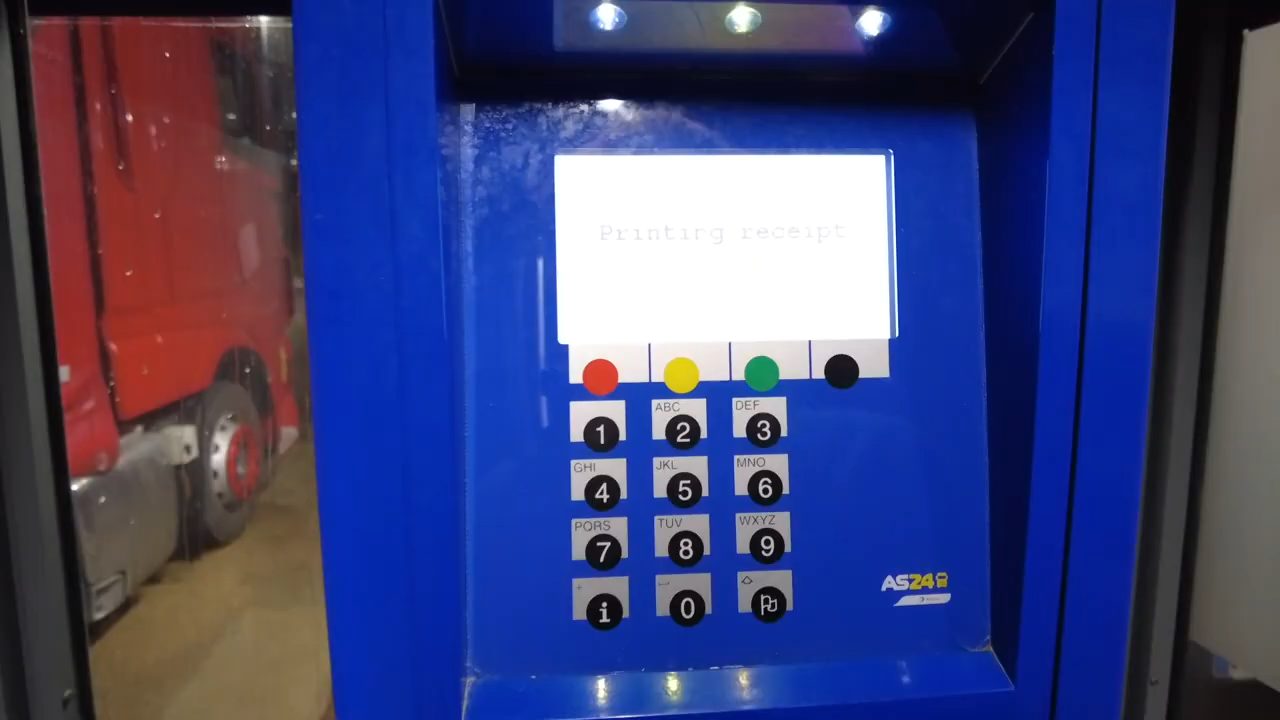 Printing receipt
1
ABC 2
DEF 3
GHI 4
JKL 5
MNO 6
PQRS 7
TUV 8
WXYZ 9
i
0
AS24